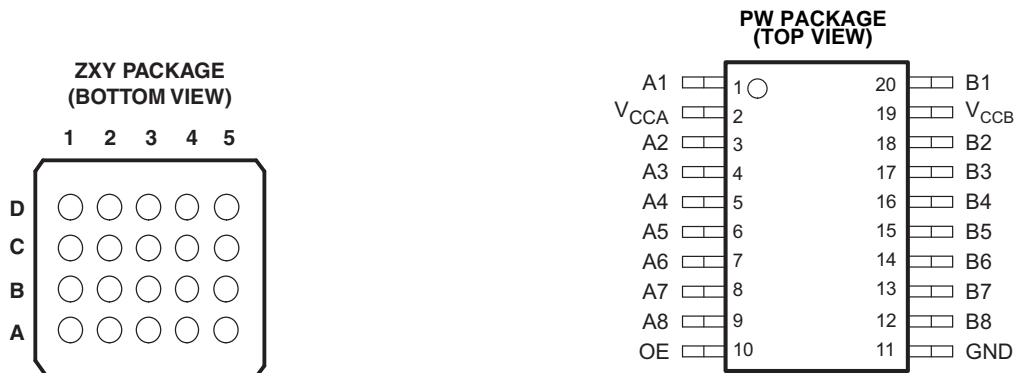 ZXY PACKAGE
(BOTTOM VIEW)
1 2 3 4 5
D
C
B
A
PW PACKAGE
(TOP VIEW)
A1 1 20 B1
VCCA 2 19 VCCB
A2 3 18 B2
A3 4 17 B3
A4 5 16 B4
A5 6 15 B5
A6 7 14 B6
A7 8 13 B7
A8 9 12 B8
OE 10 11 GND